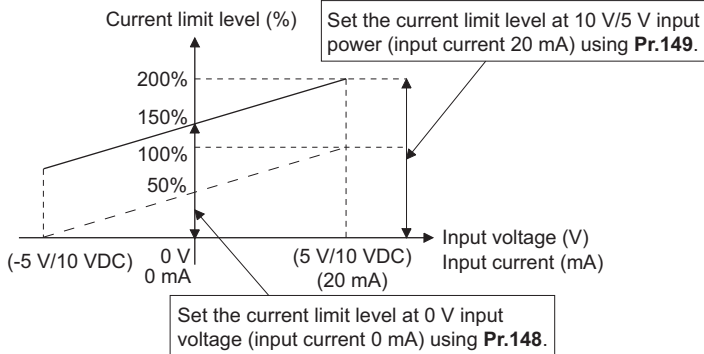 Current limit level (%)
Set the current limit level at 10 V/5 V input
power (input current 20 mA) using Pr.149.
200%
150%
100%
50%
(-5 V/10 VDC)
0 V
0 mA
(5 V/10 VDC)
(20 mA)
Input voltage (V)
Input current (mA)
Set the current limit level at 0 V input
voltage (input current 0 mA) using Pr.148.